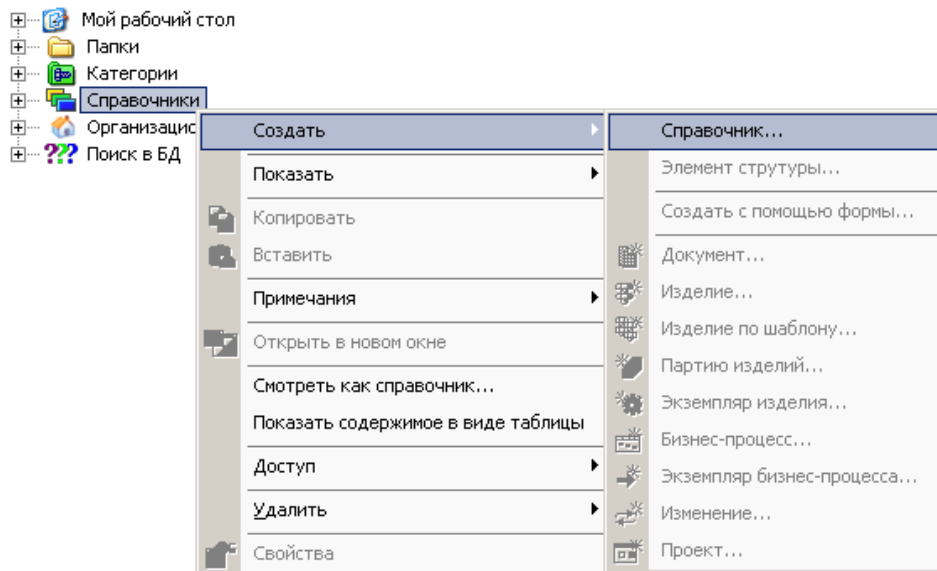 Мой рабочий стол
Папки
Категории
Справочники
Организацио
??? Поиск в БД
Создать
Показать
Копировать
Вставить
Примечания
Открыть в новом окне
Смотреть как справочник...
Показать содержимое в виде таблицы
Доступ
Удалить
Свойства
Справочник...
Элемент струтуры...
Создать с помощью формы...
Документ...
Изделие...
Изделие по шаблону...
Партию изделий...
Экземпляр изделия...
Бизнес-процесс...
Экземпляр бизнес-процесса...
Изменение...
Проект...